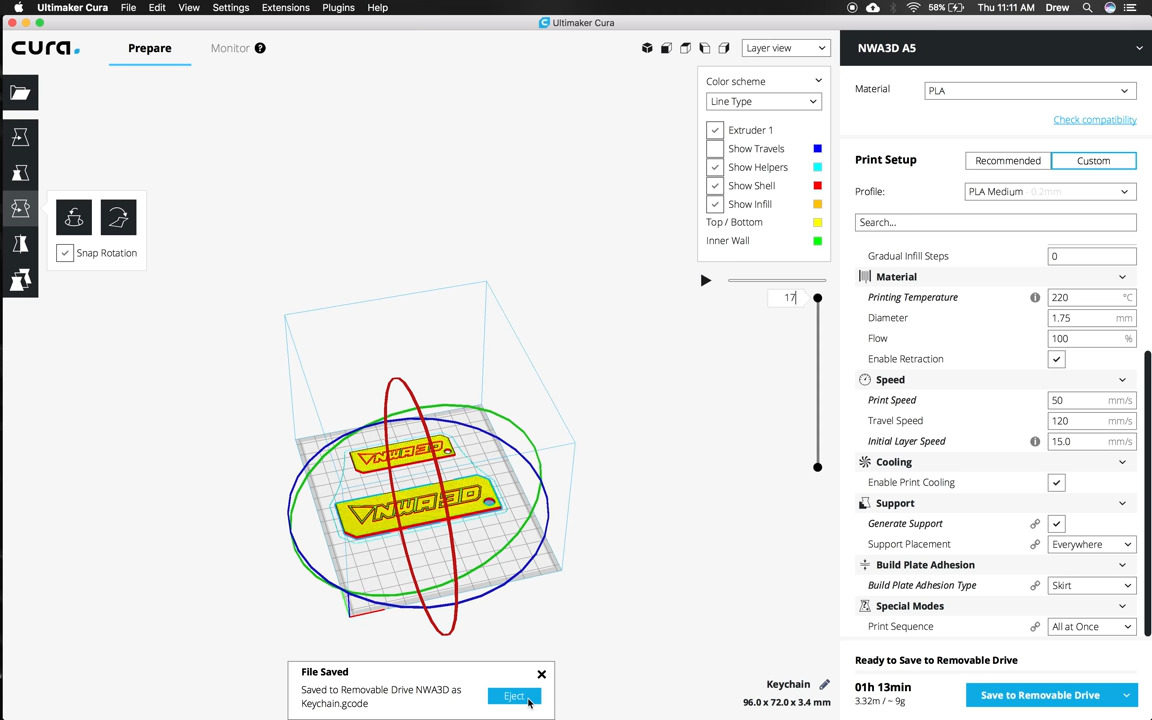 Ultimaker Cura File Edit View Settings Extensions Plugins Help 58% Thu 11:11 AM Drew
Ultimaker Cura
cura. Prepare Monitor ? Layer view NWA3D A5
Color scheme
Line Type
Extruder 1
Show Travels
Show Helpers
Show Shell
Show Infill
Top / Bottom
Inner Wall
17
Snap Rotation
NWA3D
NWA3D
Material PLA
Check compatibility
Print Setup Recommended Custom
Profile: PLA Medium - 0.2mm
Search...
Gradual Infill Steps 0
Material
Printing Temperature 220 °C
Diameter 1.75 mm
Flow 100 %
Enable Retraction
Speed
Print Speed 50 mm/s
Travel Speed 120 mm/s
Initial Layer Speed 15.0 mm/s
Cooling
Enable Print Cooling
Support
Generate Support
Support Placement Everywhere
Build Plate Adhesion
Build Plate Adhesion Type Skirt
Special Modes
Print Sequence All at Once
File Saved
Saved to Removable Drive NWA3D as
Keychain.gcode
Eject
Keychain
96.0 x 72.0 x 3.4 mm
Ready to Save to Removable Drive
01h 13min
3.32m / ~ 9g
Save to Removable Drive